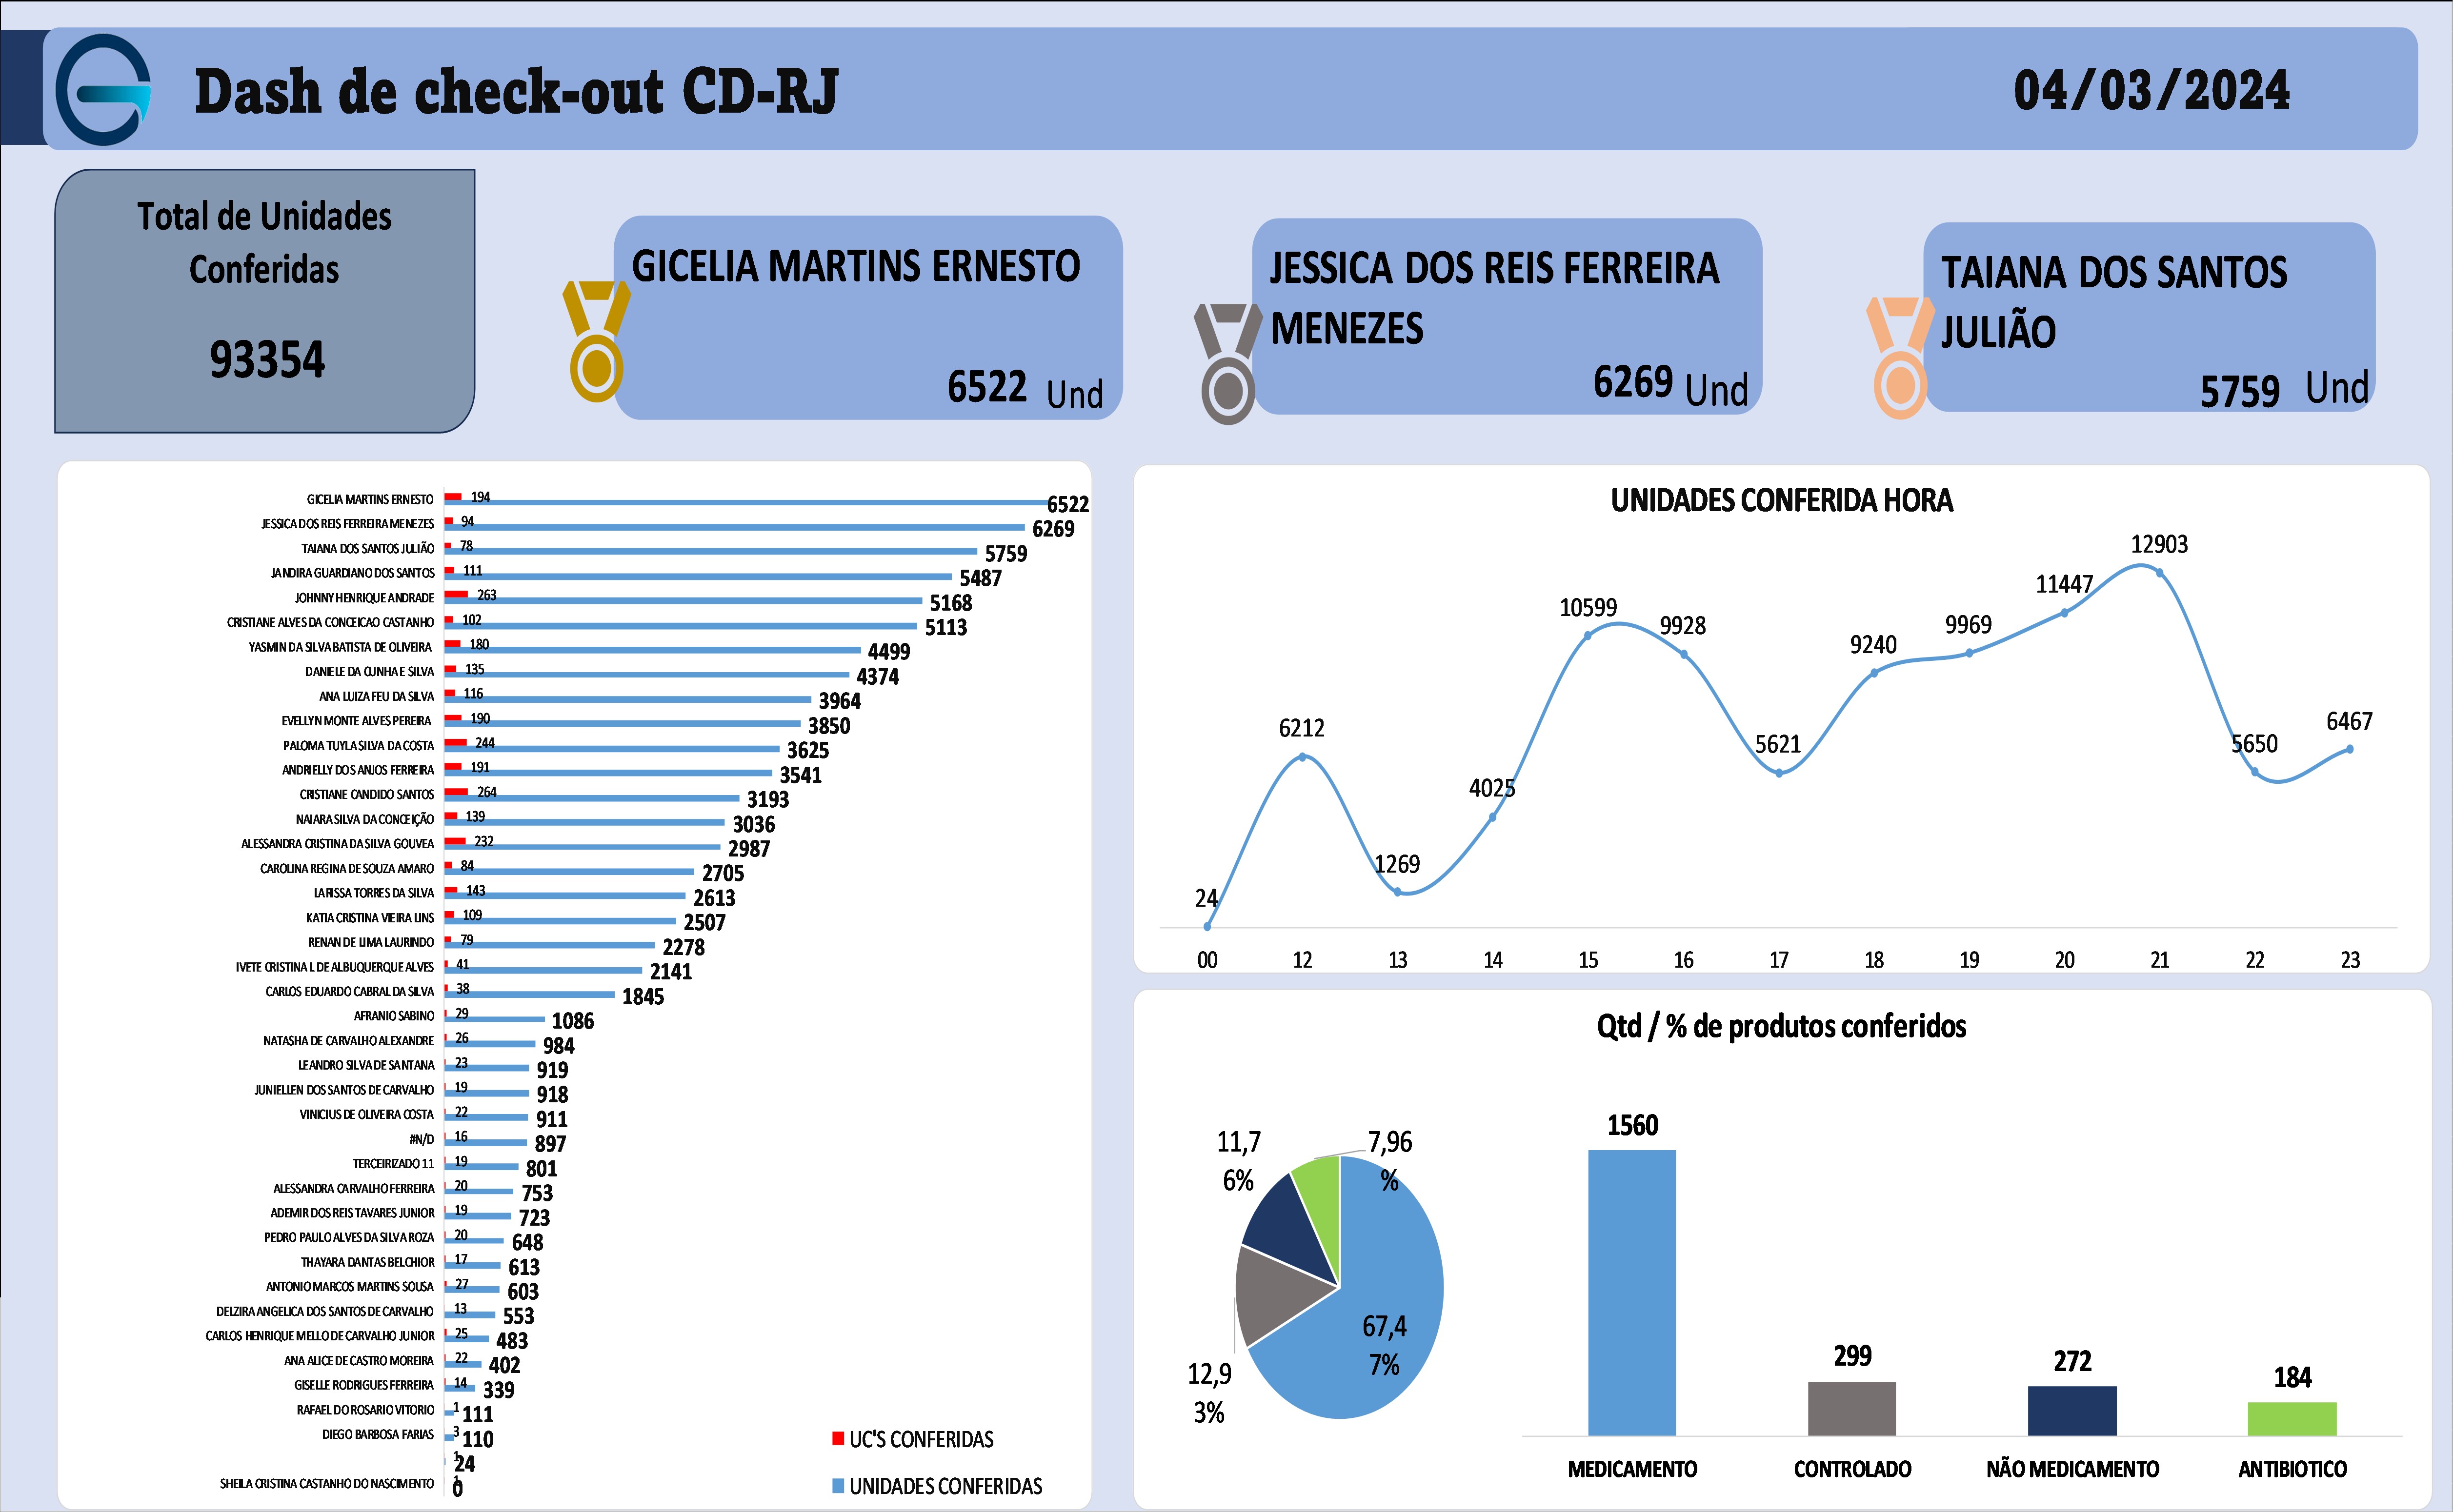 Dash de check-out CD-RJ
04/03/2024
Total de Unidades
Conferidas
93354
GICELIA MARTINS ERNESTO
6522 Und
JESSICA DOS REIS FERREIRA
MENEZES
6269 Und
TAIANA DOS SANTOS
JULIÃO
5759 Und
GICELIA MARTINS ERNESTO 194 6522
JESSICA DOS REIS FERREIRA MENEZES 94 6269
TAIANA DOS SANTOS JULIÃO 78 5759
JANDIRA GUARDIANO DOS SANTOS 111 5487
JOHNNY HENRIQUE ANDRADE 263 5168
CRISTIANE ALVES DA CONCEICAO CASTANHO 102 5113
YASMIN DA SILVA BATISTA DE OLIVEIRA 180 4499
DANIELE DA CUNHA E SILVA 135 4374
ANA LUIZA FEU DA SILVA 116 3964
EVELLYN MONTE ALVES PEREIRA 190 3850
PALOMA TUYLA SILVA DA COSTA 244 3625
ANDRIELLY DOS ANJOS FERREIRA 191 3541
CRISTIANE CANDIDO SANTOS 264 3193
NAIARA SILVA DA CONCEIÇÃO 139 3036
ALESSANDRA CRISTINA DA SILVA GOUVEA 232 2987
CAROLINA REGINA DE SOUZA AMARO 84 2705
LARISSA TORRES DA SILVA 143 2613
KATIA CRISTINA VIEIRA LINS 109 2507
RENAN DE LIMA LAURINDO 79 2278
IVETE CRISTINA L DE ALBUQUERQUE ALVES 41 2141
CARLOS EDUARDO CABRAL DA SILVA 38 1845
AFRANIO SABINO 29 1086
NATASHA DE CARVALHO ALEXANDRE 26 984
LEANDRO SILVA DE SANTANA 23 919
JUNIELLEN DOS SANTOS DE CARVALHO 19 918
VINICIUS DE OLIVEIRA COSTA 22 911
#N/D 16 897
TERCEIRIZADO 11 19 801
ALESSANDRA CARVALHO FERREIRA 20 753
ADEMIR DOS REIS TAVARES JUNIOR 19 723
PEDRO PAULO ALVES DA SILVA ROZA 20 648
THAYARA DANTAS BELCHIOR 17 613
ANTONIO MARCOS MARTINS SOUSA 27 603
DELZIRA ANGELICA DOS SANTOS DE CARVALHO 13 553
CARLOS HENRIQUE MELLO DE CARVALHO JUNIOR 25 483
ANA ALICE DE CASTRO MOREIRA 22 402
GISELLE RODRIGUES FERREIRA 14 339
RAFAEL DO ROSARIO VITORIO 1 111
DIEGO BARBOSA FARIAS 3 110
1 24
SHEILA CRISTINA CASTANHO DO NASCIMENTO 1 0
UC'S CONFERIDAS
UNIDADES CONFERIDAS
UNIDADES CONFERIDA HORA
24 6212 1269 4025 10599 9928 5621 9240 9969 11447 12903 5650 6467
00 12 13 14 15 16 17 18 19 20 21 22 23
Qtd / % de produtos conferidos
11,7
6%
7,96
%
67,4
7%
12,9
3%
1560 299 272 184
MEDICAMENTO CONTROLADO NÃO MEDICAMENTO ANTIBIOTICO